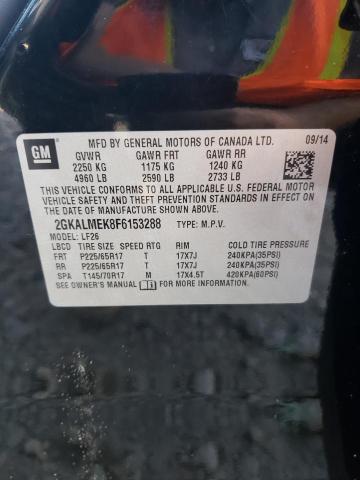 GM
MFD BY GENERAL MOTORS OF CANADA LTD. 09/14
GVWR GAWR FRT GAWR RR
2250 KG 1175 KG 1240 KG
4960 LB 2590 LB 2733 LB
THIS VEHICLE CONFORMS TO ALL APPLICABLE U.S. FEDERAL MOTOR
VEHICLE SAFETY AND THEFT PREVENTION STANDARDS IN EFFECT ON
THE DATE OF MANUFACTURE SHOWN ABOVE.
2GKALMEK8F6153288 TYPE: M.P.V.
MODEL: LF26
LBCD TIRE SIZE SPEED RTG RIM COLD TIRE PRESSURE
FRT P225/65R17 T 17X7J 240KPA(35PSI)
RR P225/65R17 T 17X7J 240KPA(35PSI)
SPA T145/70R17 M 17X4.5T 420KPA(60PSI)
SEE OWNER'S MANUAL FOR MORE INFORMATION.